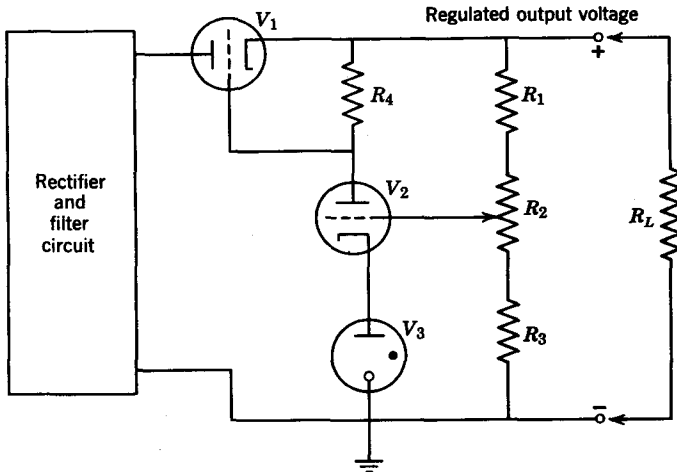 Regulated output voltage
V1
+
R4
R1
Rectifier
and
filter
circuit
V2
R2
RL
V3
R3
–